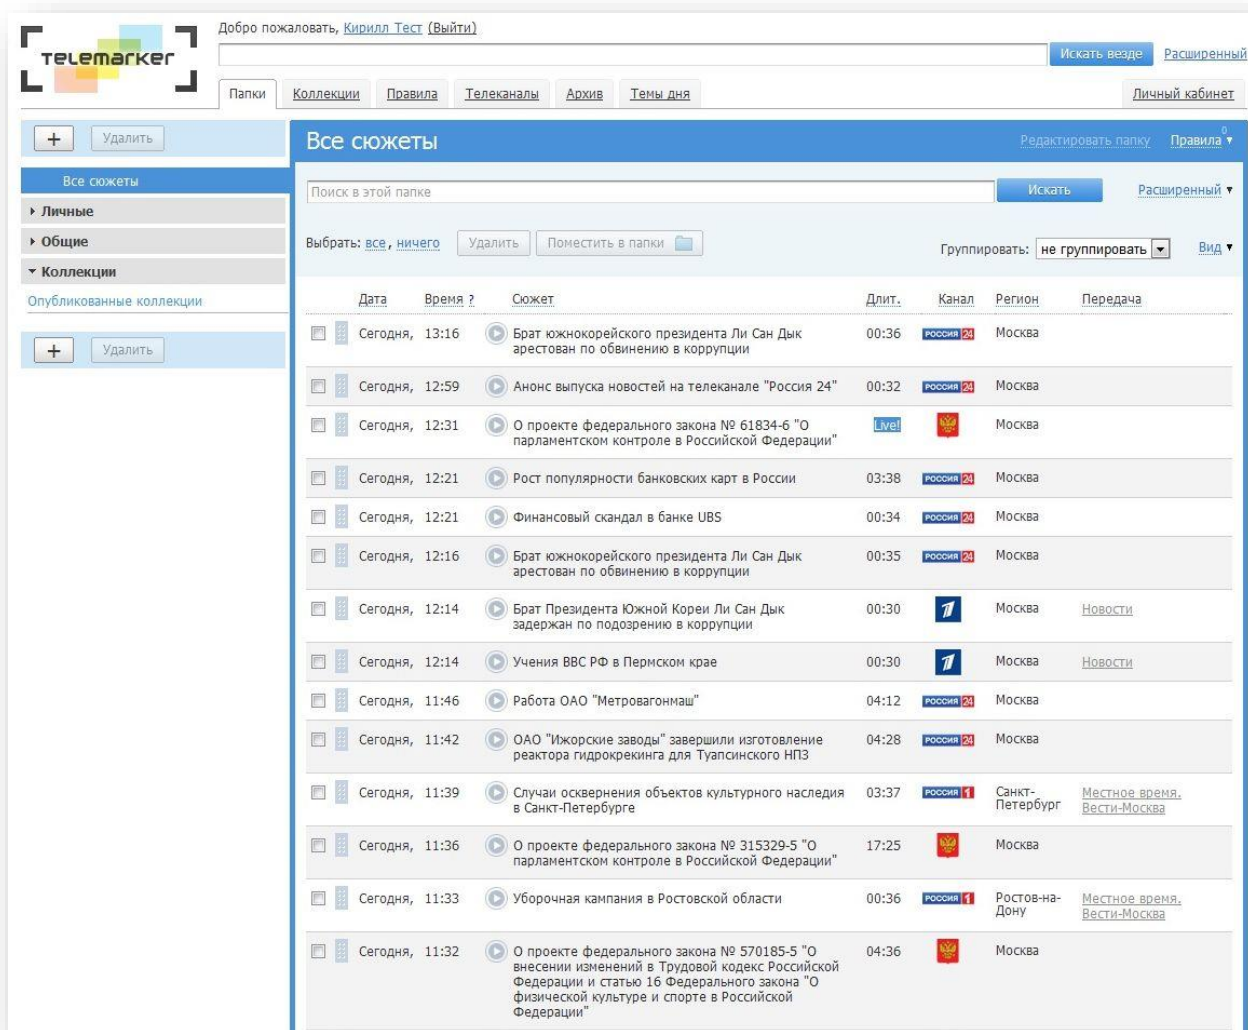 Добро пожаловать, Кирилл Тест (Выйти)
TELEMARKER
Искать везде Расширенный
Папки Коллекции Правила Телеканалы Архив Темы дня Личный кабинет
+ Удалить
Все сюжеты
Личные
Общие
Коллекции
Опубликованные коллекции
+ Удалить
Все сюжеты Редактировать папку Правила 0
Поиск в этой папке Искать Расширенный
Выбрать: все, ничего Удалить Поместить в папки Группировать: не группировать Вид
Дата Время ? Сюжет Длит. Канал Регион Передача
Сегодня, 13:16 Брат южнокорейского президента Ли Сан Дык 00:36 РОССИЯ 24 Москва
арестован по обвинению в коррупции
Сегодня, 12:59 Анонс выпуска новостей на телеканале "Россия 24" 00:32 РОССИЯ 24 Москва
Сегодня, 12:31 О проекте федерального закона № 61834-6 "О Live! Москва
парламентском контроле в Российской Федерации"
Сегодня, 12:21 Рост популярности банковских карт в России 03:38 РОССИЯ 24 Москва
Сегодня, 12:21 Финансовый скандал в банке UBS 00:34 РОССИЯ 24 Москва
Сегодня, 12:16 Брат южнокорейского президента Ли Сан Дык 00:35 РОССИЯ 24 Москва
арестован по обвинению в коррупции
Сегодня, 12:14 Брат Президента Южной Кореи Ли Сан Дык 00:30 1 Москва Новости
задержан по подозрению в коррупции
Сегодня, 12:14 Учения ВВС РФ в Пермском крае 00:30 1 Москва Новости
Сегодня, 11:46 Работа ОАО "Метровагонмаш" 04:12 РОССИЯ 24 Москва
Сегодня, 11:42 ОАО "Ижорские заводы" завершили изготовление 04:28 РОССИЯ 24 Москва
реактора гидрокрекинга для Туапсинского НПЗ
Сегодня, 11:39 Случаи осквернения объектов культурного наследия 03:37 РОССИЯ 1 Санкт- Местное время.
в Санкт-Петербурге Петербург Вести-Москва
Сегодня, 11:36 О проекте федерального закона № 315329-5 "О 17:25 Москва
парламентском контроле в Российской Федерации"
Сегодня, 11:33 Уборочная кампания в Ростовской области 00:36 РОССИЯ 1 Ростов-на- Местное время.
Дону Вести-Москва
Сегодня, 11:32 О проекте федерального закона № 570185-5 "О 04:36 Москва
внесении изменений в Трудовой кодекс Российской
Федерации и статью 16 Федерального закона "О
физической культуре и спорте в Российской
Федерации"